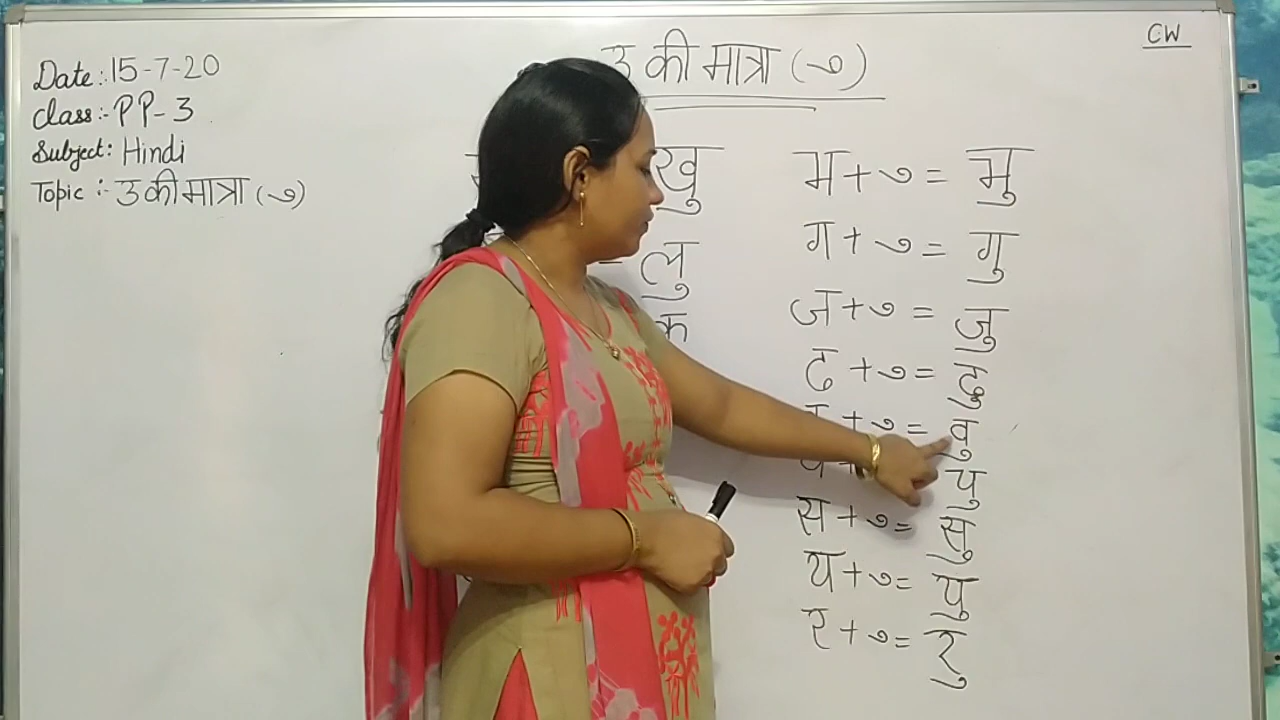 CW
उ की मात्रा ( ु )
Date:- 15-7-20
Class:- PP-3
Subject: Hindi
Topic :- उ की मात्रा ( ु )
खु
= लु
क
म + ु = मु
ग + ु = गु
ज + ु = जु
ढ + ु = ढु
+ ु = वु
पु
स + ु = सु
य + ु = यु
र + ु = रु